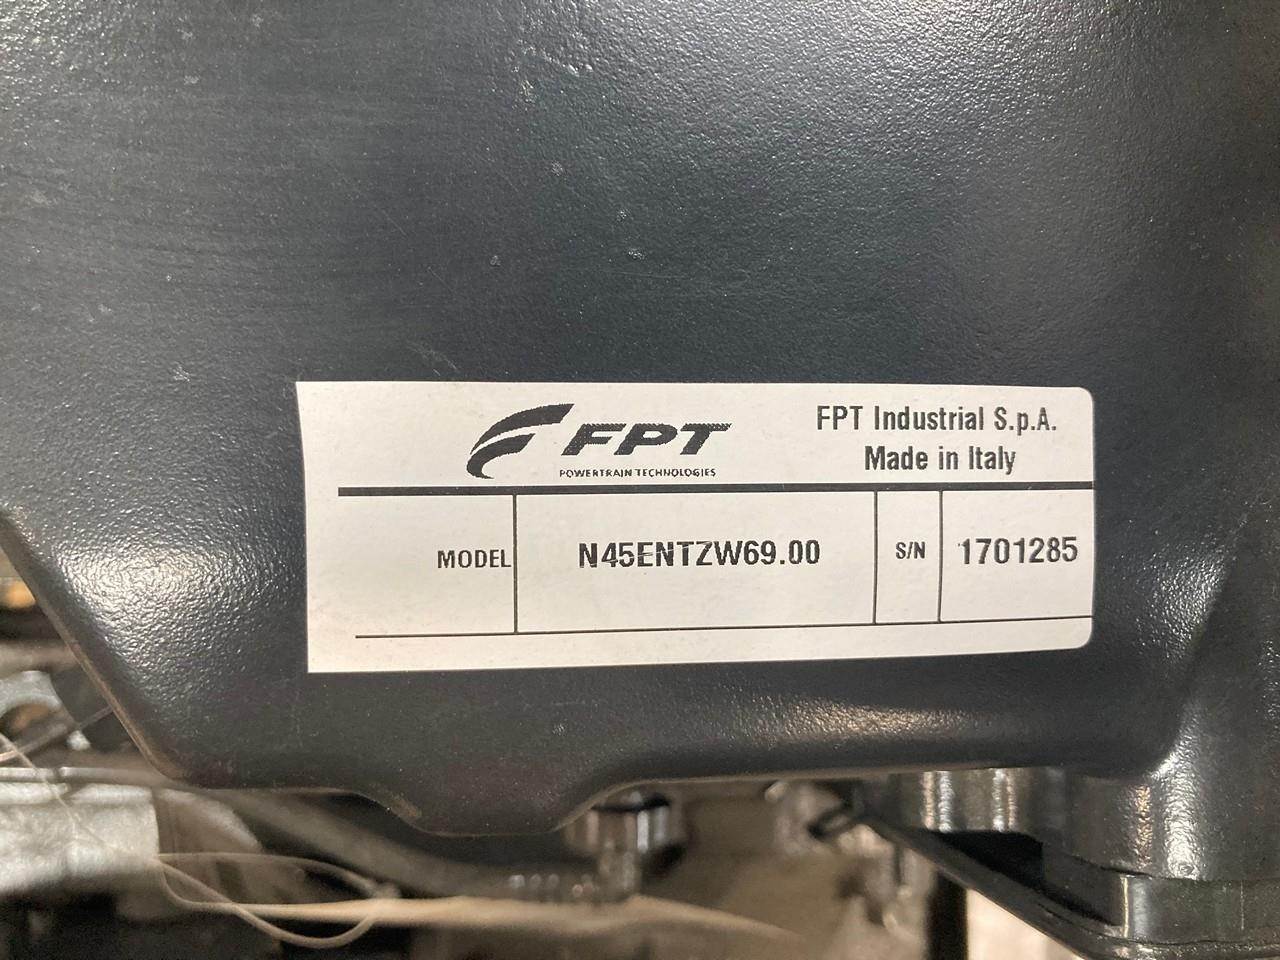 FPT
POWERTRAIN TECHNOLOGIES
FPT Industrial S.p.A.
Made in Italy
MODEL N45ENTZW69.00 S/N 1701285